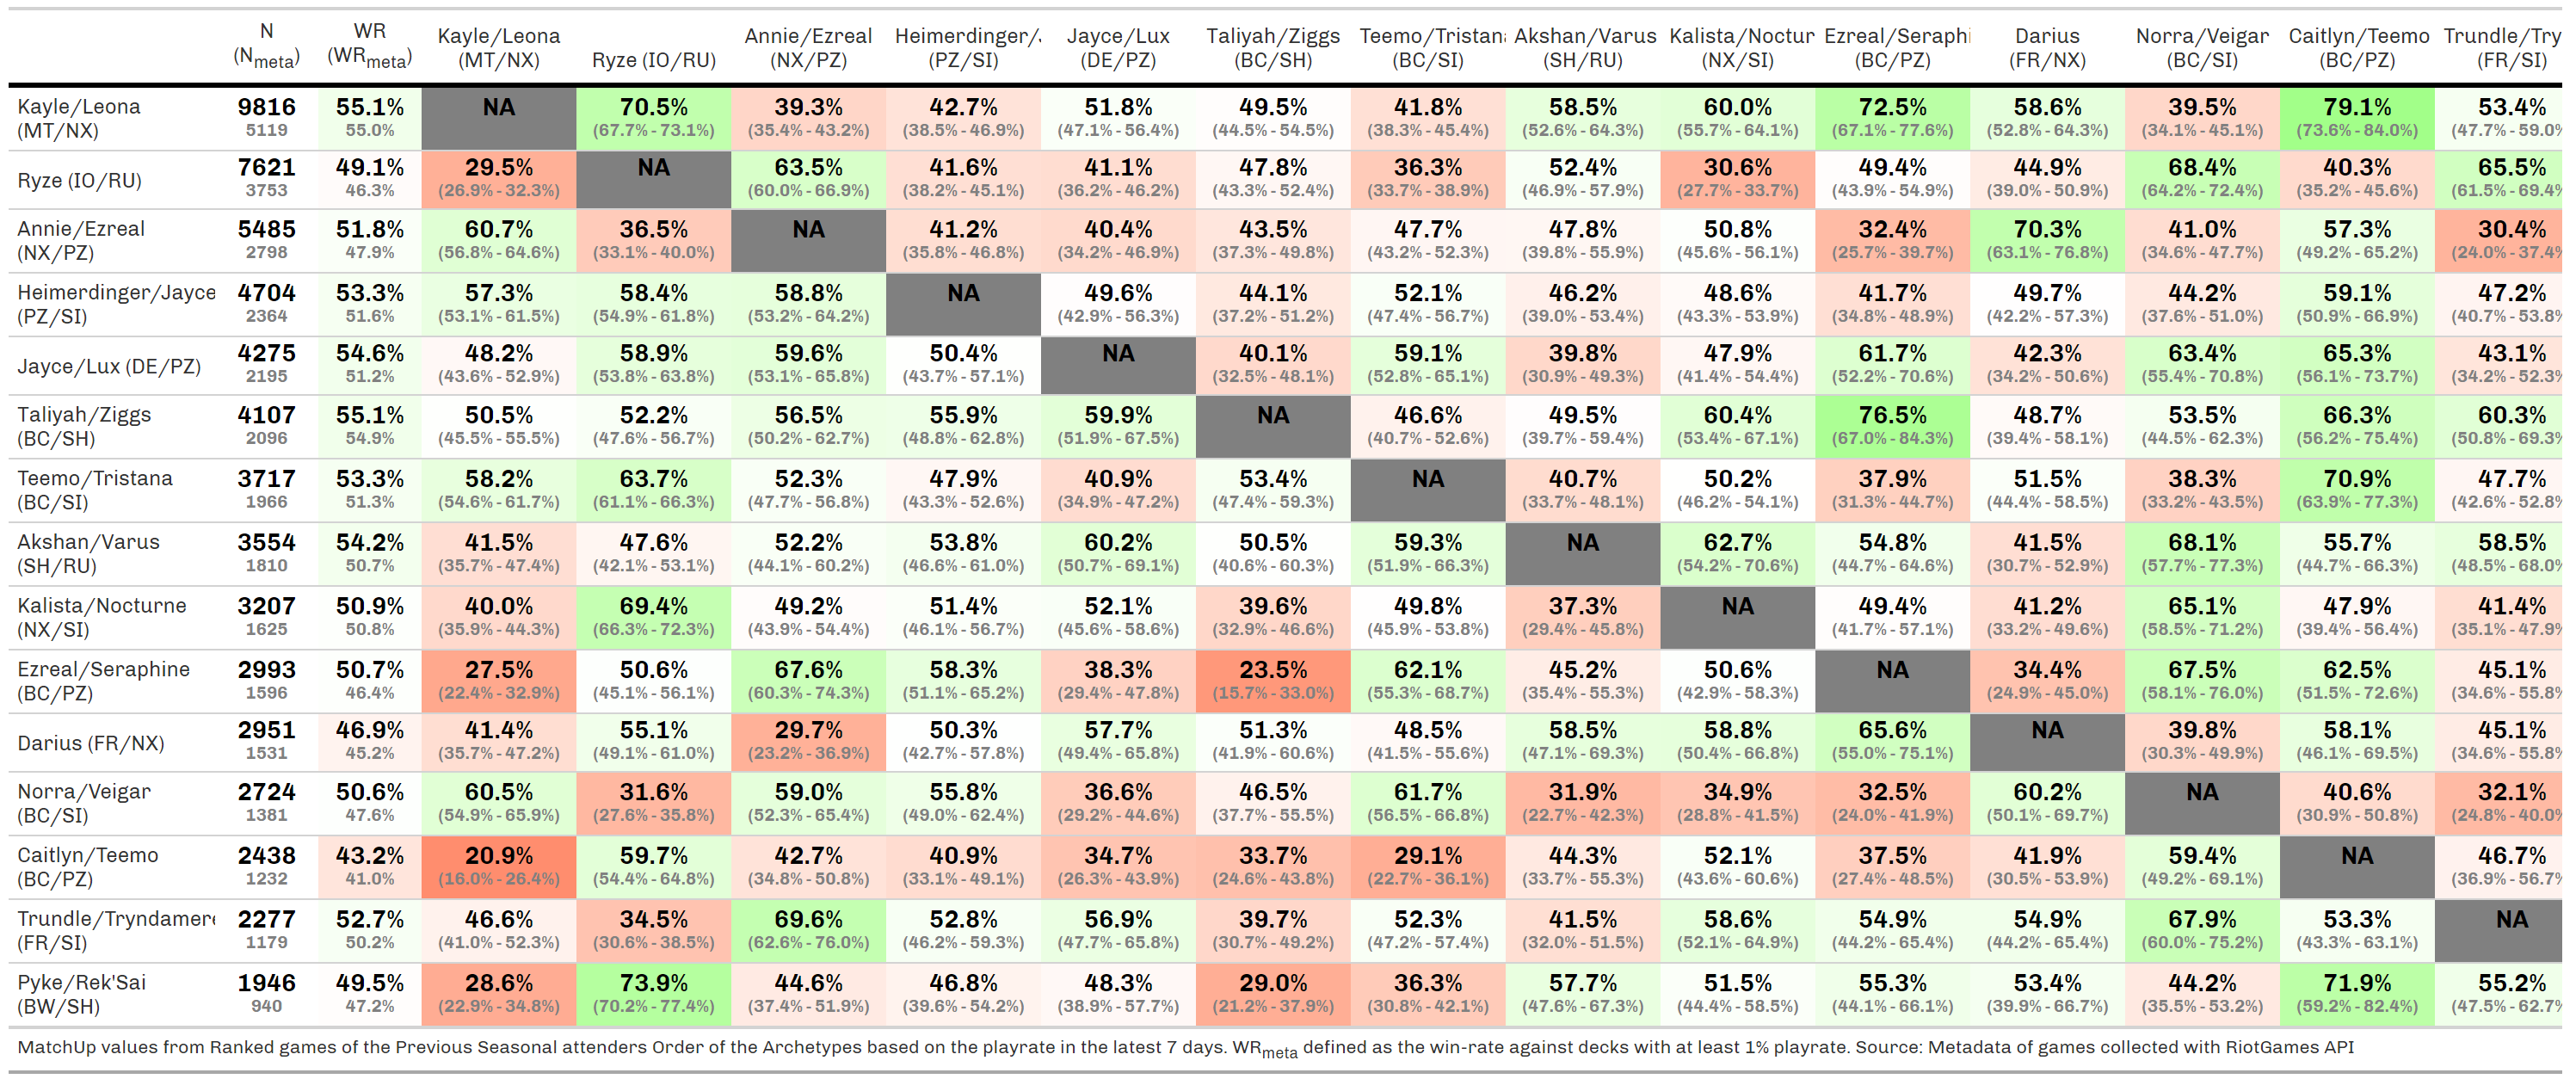 N WR Kayle/Leona Annie/Ezreal Heimerdinger/J Jayce/Lux Taliyah/Ziggs Teemo/Tristana Akshan/Varus Kalista/Noctur Ezreal/Seraphi Darius Norra/Veigar Caitlyn/Teemo Trundle/Try
(Nmeta) (WRmeta) (MT/NX) Ryze (IO/RU) (NX/PZ) (PZ/SI) (DE/PZ) (BC/SH) (BC/SI) (SH/RU) (NX/SI) (BC/PZ) (FR/NX) (BC/SI) (BC/PZ) (FR/SI)
Kayle/Leona 9816 55.1% NA 70.5% 39.3% 42.7% 51.8% 49.5% 41.8% 58.5% 60.0% 72.5% 58.6% 39.5% 79.1% 53.4%
(MT/NX) 5119 55.0% (67.7% - 73.1%) (35.4% - 43.2%) (38.5% - 46.9%) (47.1% - 56.4%) (44.5% - 54.5%) (38.3% - 45.4%) (52.6% - 64.3%) (55.7% - 64.1%) (67.1% - 77.6%) (52.8% - 64.3%) (34.1% - 45.1%) (73.6% - 84.0%) (47.7% - 59.0%
Ryze (IO/RU) 7621 49.1% 29.5% NA 63.5% 41.6% 41.1% 47.8% 36.3% 52.4% 30.6% 49.4% 44.9% 68.4% 40.3% 65.5%
3753 46.3% (26.9% - 32.3%) (60.0% - 66.9%) (38.2% - 45.1%) (36.2% - 46.2%) (43.3% - 52.4%) (33.7% - 38.9%) (46.9% - 57.9%) (27.7% - 33.7%) (43.9% - 54.9%) (39.0% - 50.9%) (64.2% - 72.4%) (35.2% - 45.6%) (61.5% - 69.4%
Annie/Ezreal 5485 51.8% 60.7% 36.5% NA 41.2% 40.4% 43.5% 47.7% 47.8% 50.8% 32.4% 70.3% 41.0% 57.3% 30.4%
(NX/PZ) 2798 47.9% (56.8% - 64.6%) (33.1% - 40.0%) (35.8% - 46.8%) (34.2% - 46.9%) (37.3% - 49.8%) (43.2% - 52.3%) (39.8% - 55.9%) (45.6% - 56.1%) (25.7% - 39.7%) (63.1% - 76.8%) (34.6% - 47.7%) (49.2% - 65.2%) (24.0% - 37.4%
Heimerdinger/Jayce 4704 53.3% 57.3% 58.4% 58.8% NA 49.6% 44.1% 52.1% 46.2% 48.6% 41.7% 49.7% 44.2% 59.1% 47.2%
(PZ/SI) 2364 51.6% (53.1% - 61.5%) (54.9% - 61.8%) (53.2% - 64.2%) (42.9% - 56.3%) (37.2% - 51.2%) (47.4% - 56.7%) (39.0% - 53.4%) (43.3% - 53.9%) (34.8% - 48.9%) (42.2% - 57.3%) (37.6% - 51.0%) (50.9% - 66.9%) (40.7% - 53.8%
Jayce/Lux (DE/PZ) 4275 54.6% 48.2% 58.9% 59.6% 50.4% NA 40.1% 59.1% 39.8% 47.9% 61.7% 42.3% 63.4% 65.3% 43.1%
2195 51.2% (43.6% - 52.9%) (53.8% - 63.8%) (53.1% - 65.8%) (43.7% - 57.1%) (32.5% - 48.1%) (52.8% - 65.1%) (30.9% - 49.3%) (41.4% - 54.4%) (52.2% - 70.6%) (34.2% - 50.6%) (55.4% - 70.8%) (56.1% - 73.7%) (34.2% - 52.3%
Taliyah/Ziggs 4107 55.1% 50.5% 52.2% 56.5% 55.9% 59.9% NA 46.6% 49.5% 60.4% 76.5% 48.7% 53.5% 66.3% 60.3%
(BC/SH) 2096 54.9% (45.5% - 55.5%) (47.6% - 56.7%) (50.2% - 62.7%) (48.8% - 62.8%) (51.9% - 67.5%) (40.7% - 52.6%) (39.7% - 59.4%) (53.4% - 67.1%) (67.0% - 84.3%) (39.4% - 58.1%) (44.5% - 62.3%) (56.2% - 75.4%) (50.8% - 69.3%
Teemo/Tristana 3717 53.3% 58.2% 63.7% 52.3% 47.9% 40.9% 53.4% NA 40.7% 50.2% 37.9% 51.5% 38.3% 70.9% 47.7%
(BC/SI) 1966 51.3% (54.6% - 61.7%) (61.1% - 66.3%) (47.7% - 56.8%) (43.3% - 52.6%) (34.9% - 47.2%) (47.4% - 59.3%) (33.7% - 48.1%) (46.2% - 54.1%) (31.3% - 44.7%) (44.4% - 58.5%) (33.2% - 43.5%) (63.9% - 77.3%) (42.6% - 52.8%
Akshan/Varus 3554 54.2% 41.5% 47.6% 52.2% 53.8% 60.2% 50.5% 59.3% NA 62.7% 54.8% 41.5% 68.1% 55.7% 58.5%
(SH/RU) 1810 50.7% (35.7% - 47.4%) (42.1% - 53.1%) (44.1% - 60.2%) (46.6% - 61.0%) (50.7% - 69.1%) (40.6% - 60.3%) (51.9% - 66.3%) (54.2% - 70.6%) (44.7% - 64.6%) (30.7% - 52.9%) (57.7% - 77.3%) (44.7% - 66.3%) (48.5% - 68.0%
Kalista/Nocturne 3207 50.9% 40.0% 69.4% 49.2% 51.4% 52.1% 39.6% 49.8% 37.3% NA 49.4% 41.2% 65.1% 47.9% 41.4%
(NX/SI) 1625 50.8% (35.9% - 44.3%) (66.3% - 72.3%) (43.9% - 54.4%) (46.1% - 56.7%) (45.6% - 58.6%) (32.9% - 46.6%) (45.9% - 53.8%) (29.4% - 45.8%) (41.7% - 57.1%) (33.2% - 49.6%) (58.5% - 71.2%) (39.4% - 56.4%) (35.1% - 47.9%
Ezreal/Seraphine 2993 50.7% 27.5% 50.6% 67.6% 58.3% 38.3% 23.5% 62.1% 45.2% 50.6% NA 34.4% 67.5% 62.5% 45.1%
(BC/PZ) 1596 46.4% (22.4% - 32.9%) (45.1% - 56.1%) (60.3% - 74.3%) (51.1% - 65.2%) (29.4% - 47.8%) (15.7% - 33.0%) (55.3% - 68.7%) (35.4% - 55.3%) (42.9% - 58.3%) (24.9% - 45.0%) (58.1% - 76.0%) (51.5% - 72.6%) (34.6% - 55.8%
Darius (FR/NX) 2951 46.9% 41.4% 55.1% 29.7% 50.3% 57.7% 51.3% 48.5% 58.5% 58.8% 65.6% NA 39.8% 58.1% 45.1%
1531 45.2% (35.7% - 47.2%) (49.1% - 61.0%) (23.2% - 36.9%) (42.7% - 57.8%) (49.4% - 65.8%) (41.9% - 60.6%) (41.5% - 55.6%) (47.1% - 69.3%) (50.4% - 66.8%) (55.0% - 75.1%) (30.3% - 49.9%) (46.1% - 69.5%) (34.6% - 55.8%
Norra/Veigar 2724 50.6% 60.5% 31.6% 59.0% 55.8% 36.6% 46.5% 61.7% 31.9% 34.9% 32.5% 60.2% NA 40.6% 32.1%
(BC/SI) 1381 47.6% (54.9% - 65.9%) (27.6% - 35.8%) (52.3% - 65.4%) (49.0% - 62.4%) (29.2% - 44.6%) (37.7% - 55.5%) (56.5% - 66.8%) (22.7% - 42.3%) (28.8% - 41.5%) (24.0% - 41.9%) (50.1% - 69.7%) (30.9% - 50.8%) (24.8% - 40.0%
Caitlyn/Teemo 2438 43.2% 20.9% 59.7% 42.7% 40.9% 34.7% 33.7% 29.1% 44.3% 52.1% 37.5% 41.9% 59.4% NA 46.7%
(BC/PZ) 1232 41.0% (16.0% - 26.4%) (54.4% - 64.8%) (34.8% - 50.8%) (33.1% - 49.1%) (26.3% - 43.9%) (24.6% - 43.8%) (22.7% - 36.1%) (33.7% - 55.3%) (43.6% - 60.6%) (27.4% - 48.5%) (30.5% - 53.9%) (49.2% - 69.1%) (36.9% - 56.7%
Trundle/Tryndamere 2277 52.7% 46.6% 34.5% 69.6% 52.8% 56.9% 39.7% 52.3% 41.5% 58.6% 54.9% 54.9% 67.9% 53.3% NA
(FR/SI) 1179 50.2% (41.0% - 52.3%) (30.6% - 38.5%) (62.6% - 76.0%) (46.2% - 59.3%) (47.7% - 65.8%) (30.7% - 49.2%) (47.2% - 57.4%) (32.0% - 51.5%) (52.1% - 64.9%) (44.2% - 65.4%) (44.2% - 65.4%) (60.0% - 75.2%) (43.3% - 63.1%)
Pyke/Rek'Sai 1946 49.5% 28.6% 73.9% 44.6% 46.8% 48.3% 29.0% 36.3% 57.7% 51.5% 55.3% 53.4% 44.2% 71.9% 55.2%
(BW/SH) 940 47.2% (22.9% - 34.8%) (70.2% - 77.4%) (37.4% - 51.9%) (39.6% - 54.2%) (38.9% - 57.7%) (21.2% - 37.9%) (30.8% - 42.1%) (47.6% - 67.3%) (44.4% - 58.5%) (44.1% - 66.1%) (39.9% - 66.7%) (35.5% - 53.2%) (59.2% - 82.4%) (47.5% - 62.7%
MatchUp values from Ranked games of the Previous Seasonal attenders Order of the Archetypes based on the playrate in the latest 7 days. WRmeta defined as the win-rate against decks with at least 1% playrate. Source: Metadata of games collected with RiotGames API